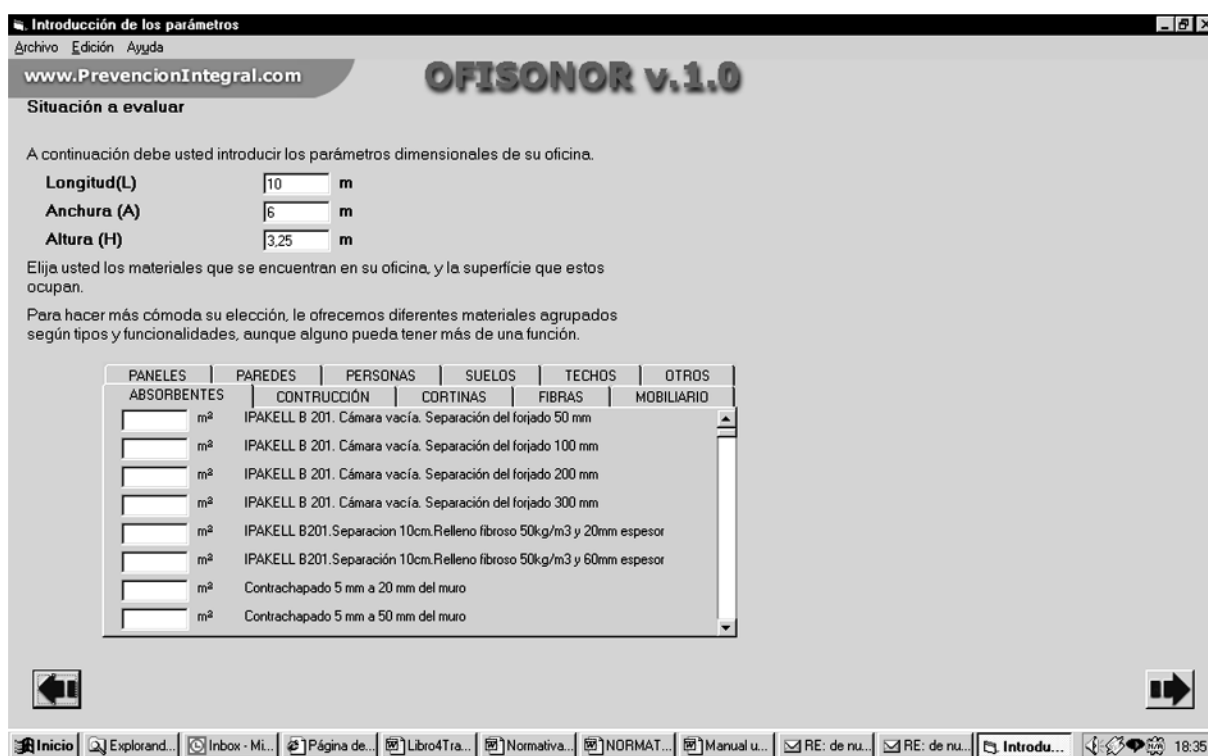 Introducción de los parámetros
Archivo Edición Ayuda
www.PrevencionIntegral.com
OFISONOR v.1.0
Situación a evaluar
A continuación debe usted introducir los parámetros dimensionales de su oficina.
Longitud(L) 10 m
Anchura (A) 6 m
Altura (H) 3,25 m
Elija usted los materiales que se encuentran en su oficina, y la superfície que estos
ocupan.
Para hacer más cómoda su elección, le ofrecemos diferentes materiales agrupados
según tipos y funcionalidades, aunque alguno pueda tener más de una función.
PANELES PAREDES PERSONAS SUELOS TECHOS OTROS
ABSORBENTES CONTRUCCIÓN CORTINAS FIBRAS MOBILIARIO
m² IPAKELL B 201. Cámara vacía. Separación del forjado 50 mm
m² IPAKELL B 201. Cámara vacía. Separación del forjado 100 mm
m² IPAKELL B 201. Cámara vacía. Separación del forjado 200 mm
m² IPAKELL B 201. Cámara vacía. Separación del forjado 300 mm
m² IPAKELL B201.Separacion 10cm.Relleno fibroso 50kg/m3 y 20mm espesor
m² IPAKELL B201.Separación 10cm.Relleno fibroso 50kg/m3 y 60mm espesor
m² Contrachapado 5 mm a 20 mm del muro
m² Contrachapado 5 mm a 50 mm del muro
Inicio Explorand... Inbox - Mi... Página de... Libro4Tra... Normativa... NORMAT... Manual u... RE: de nu... RE: de nu... Introdu... 18:35